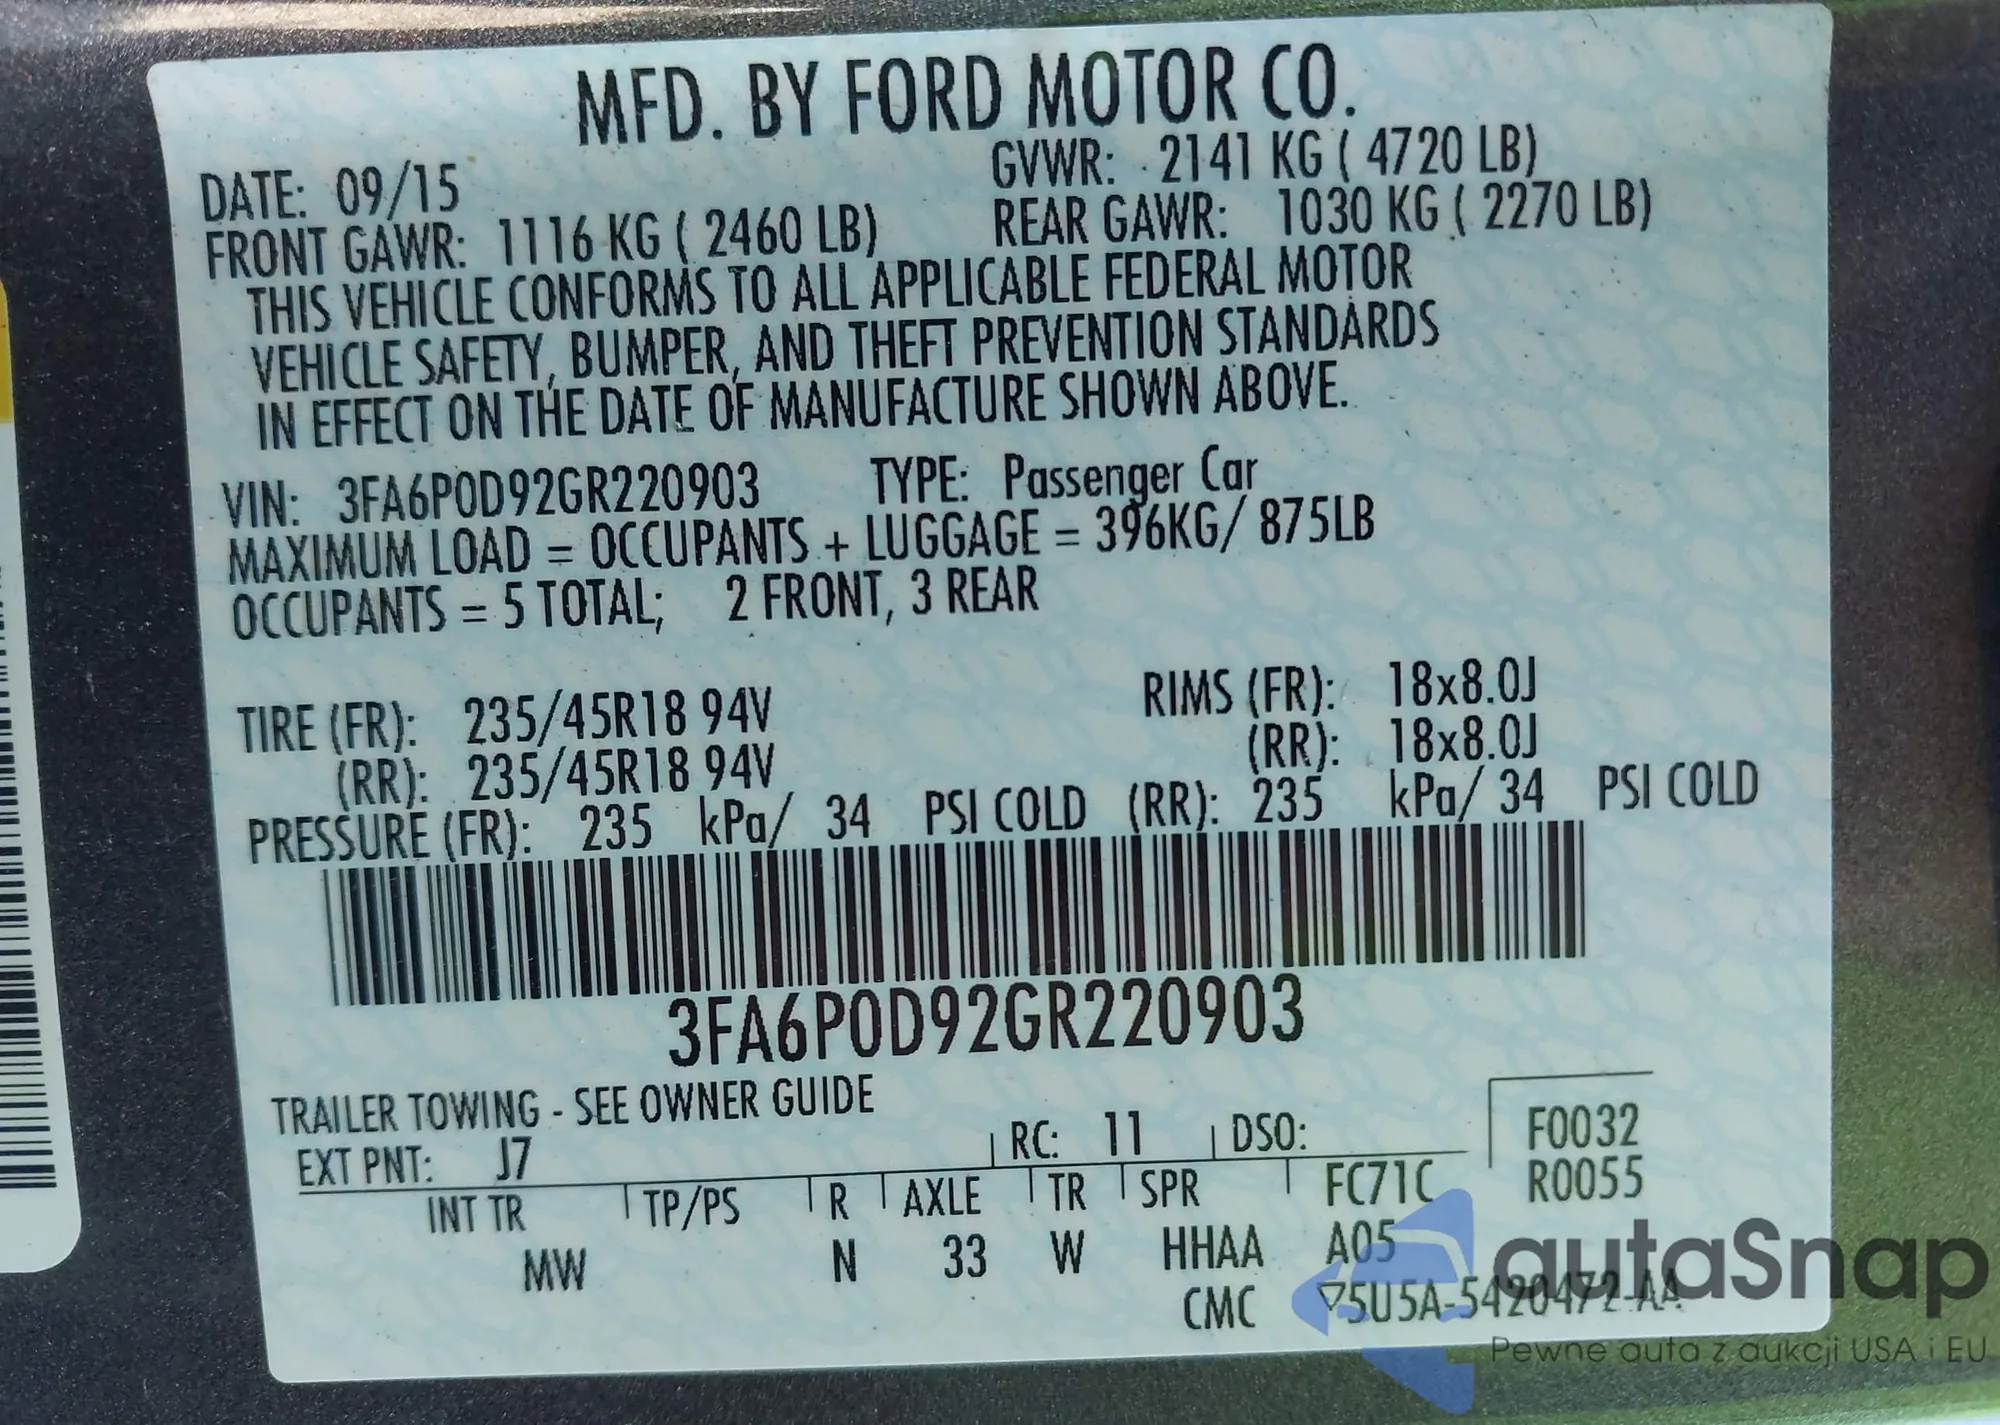 MFD. BY FORD MOTOR CO.
DATE: 09/15 GVWR: 2141 KG ( 4720 LB)
FRONT GAWR: 1116 KG ( 2460 LB) REAR GAWR: 1030 KG ( 2270 LB)
THIS VEHICLE CONFORMS TO ALL APPLICABLE FEDERAL MOTOR
VEHICLE SAFETY, BUMPER, AND THEFT PREVENTION STANDARDS
IN EFFECT ON THE DATE OF MANUFACTURE SHOWN ABOVE.
VIN: 3FA6P0D92GR220903 TYPE: Passenger Car
MAXIMUM LOAD = OCCUPANTS + LUGGAGE = 396KG/ 875LB
OCCUPANTS = 5 TOTAL; 2 FRONT, 3 REAR
TIRE (FR): 235/45R18 94V RIMS (FR): 18x8.0J
(RR): 235/45R18 94V (RR): 18x8.0J
PRESSURE (FR): 235 kPa/ 34 PSI COLD (RR): 235 kPa/ 34 PSI COLD
3FA6P0D92GR220903
TRAILER TOWING - SEE OWNER GUIDE
EXT PNT: J7 RC: 11 DSO: F0032
INT TR TP/PS R AXLE TR SPR FC71C R0055
MW N 33 W HHAA A05
CMC ▽5U5A-5420472-AA
autaSnap
Pewne auta z aukcji USA i EU